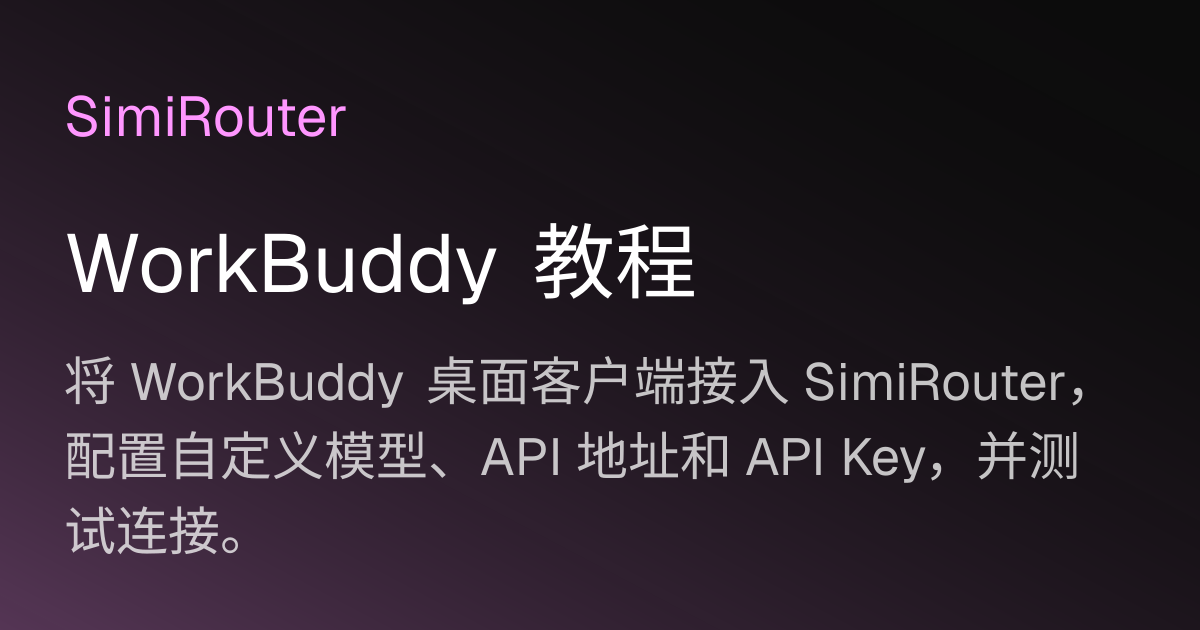 SimiRouter
WorkBuddy 教程
将 WorkBuddy 桌面客户端接入 SimiRouter，
配置自定义模型、API 地址和 API Key，并测
试连接。